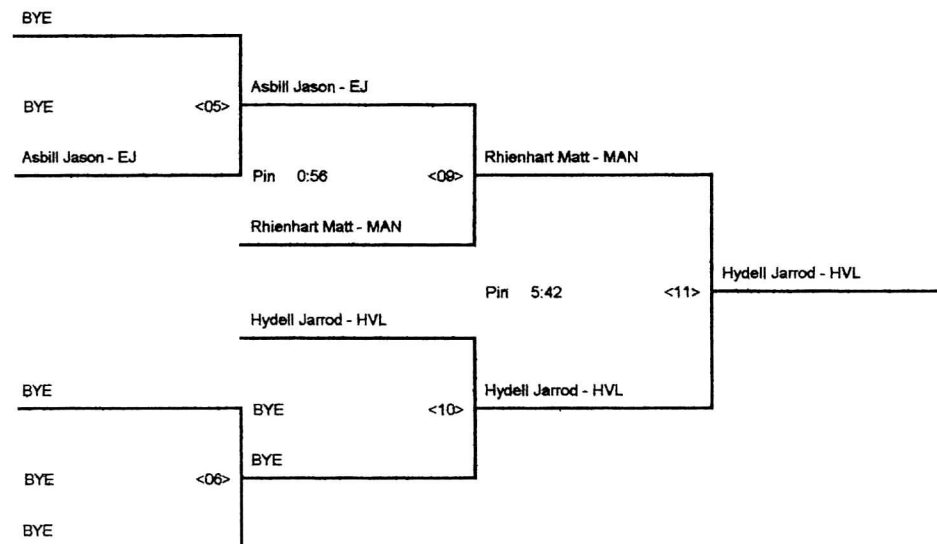 BYE
Asbill Jason - EJ
BYE <05>
Asbill Jason - EJ
Rhienhart Matt - MAN
Pin 0:56 <09>
Rhienhart Matt - MAN
Hydell Jarrod - HVL
Pin 5:42 <11>
Hydell Jarrod - HVL
BYE
Hydell Jarrod - HVL
BYE <10>
BYE
BYE <06>
BYE